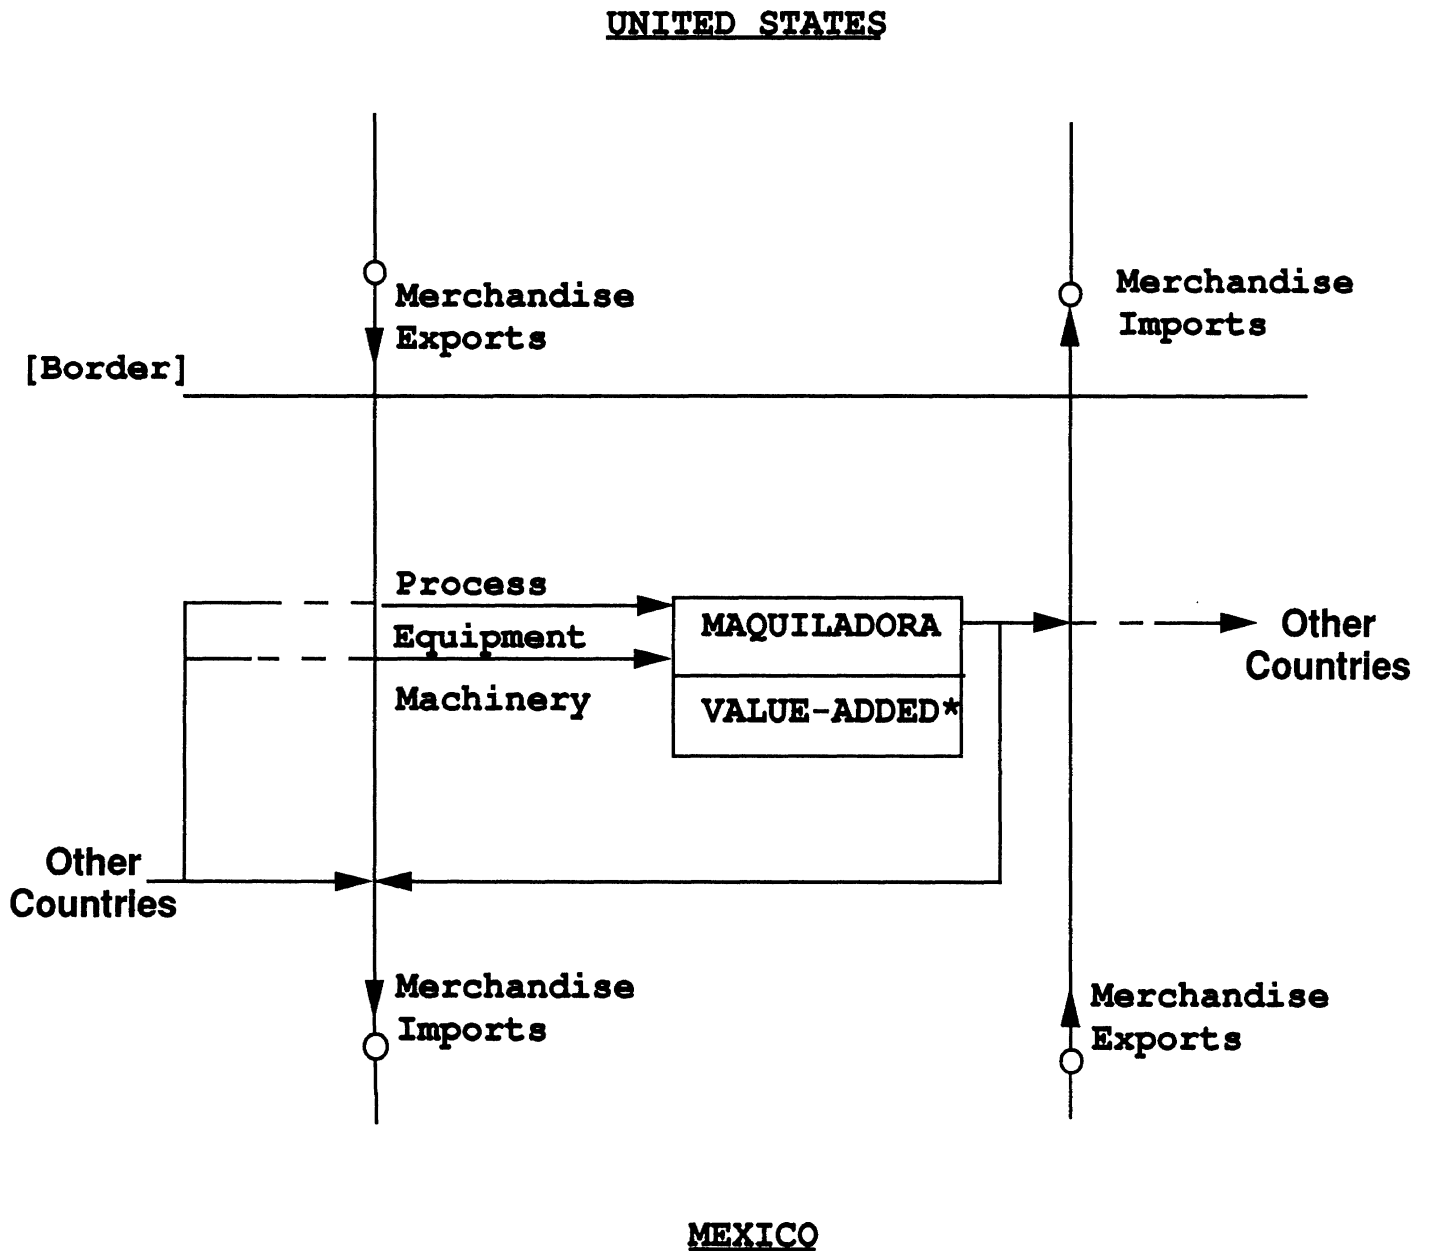 UNITED STATES
Merchandise
Exports
Merchandise
Imports
[Border]
Process
Equipment
Machinery
MAQUILADORA
VALUE-ADDED*
Other
Countries
Other
Countries
Merchandise
Imports
Merchandise
Exports
MEXICO